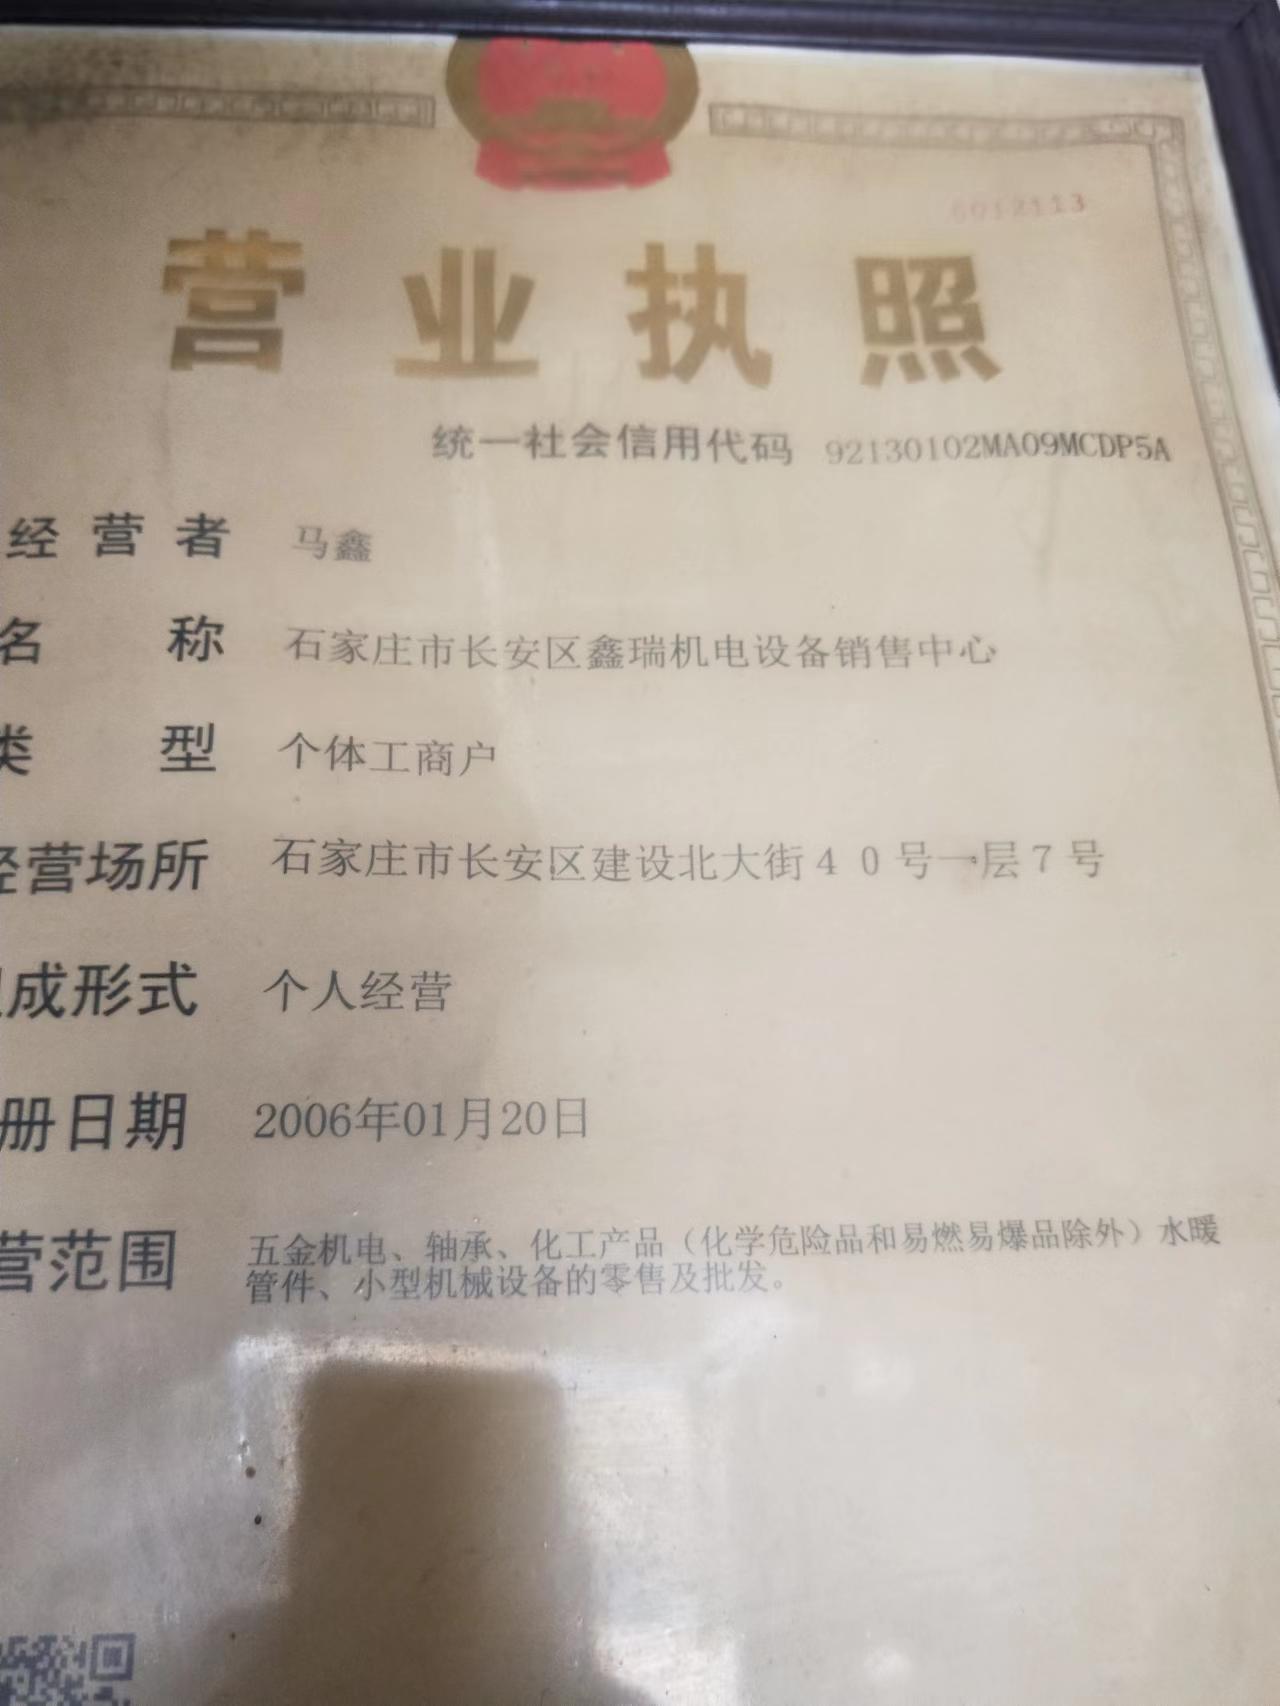 6012113
营业执照
统一社会信用代码 92130102MA09MCDP5A
经营者 马鑫
名称 石家庄市长安区鑫瑞机电设备销售中心
类型 个体工商户
经营场所 石家庄市长安区建设北大街40号一层7号
成形式 个人经营
册日期 2006年01月20日
营范围 五金机电、轴承、化工产品（化学危险品和易燃易爆品除外）水暖
管件、小型机械设备的零售及批发。